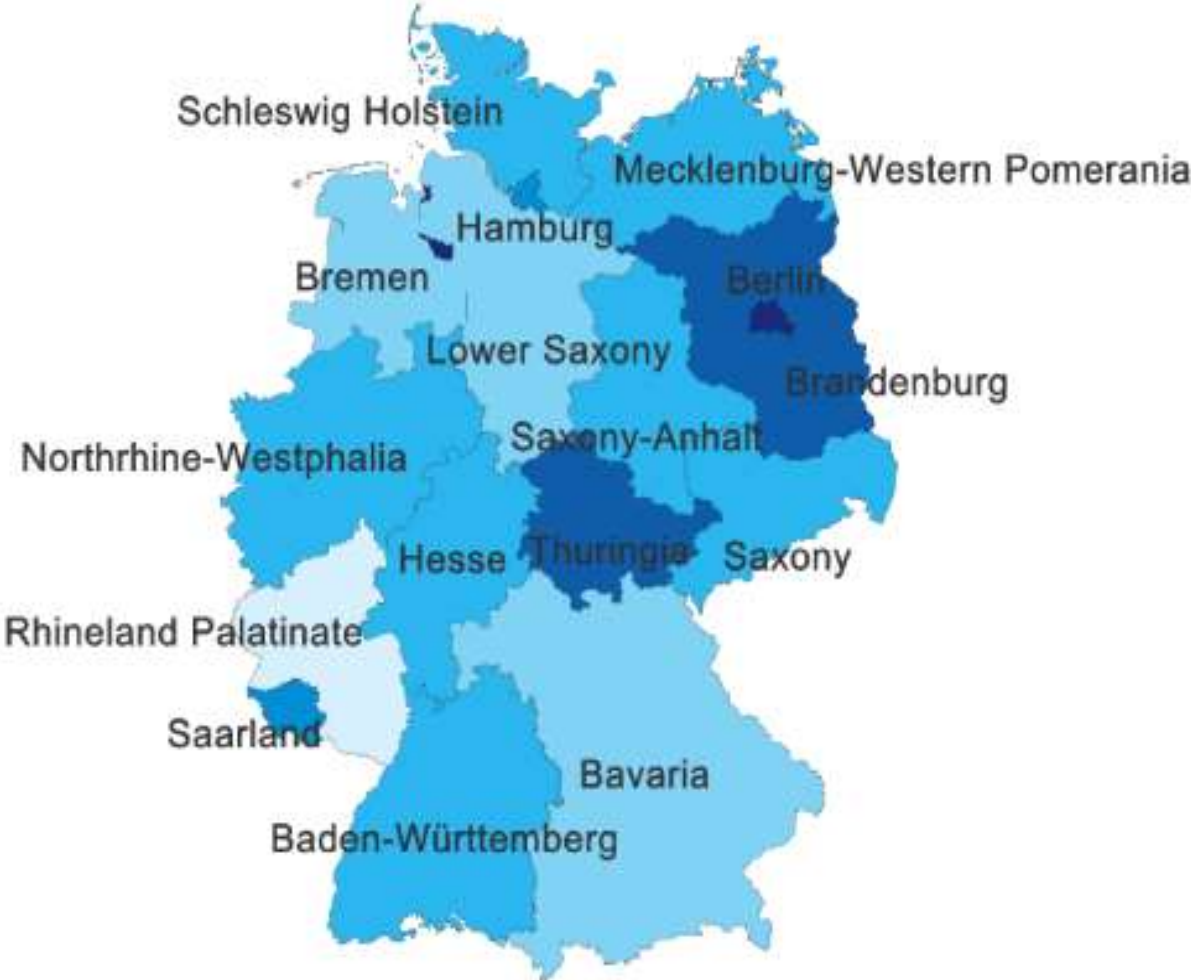 Schleswig Holstein
Mecklenburg-Western Pomerania
Hamburg
Bremen
Berlin
Lower Saxony
Brandenburg
Saxony-Anhalt
Northrhine-Westphalia
Hesse
Thuringia
Saxony
Rhineland Palatinate
Saarland
Bavaria
Baden-Württemberg